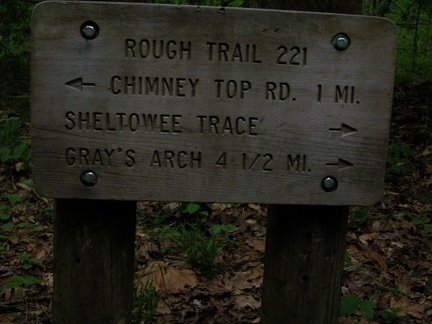 ROUGH TRAIL 221
← CHIMNEY TOP RD. 1 MI.
SHELTOWEE TRACE →
GRAY'S ARCH 4 1/2 MI. →